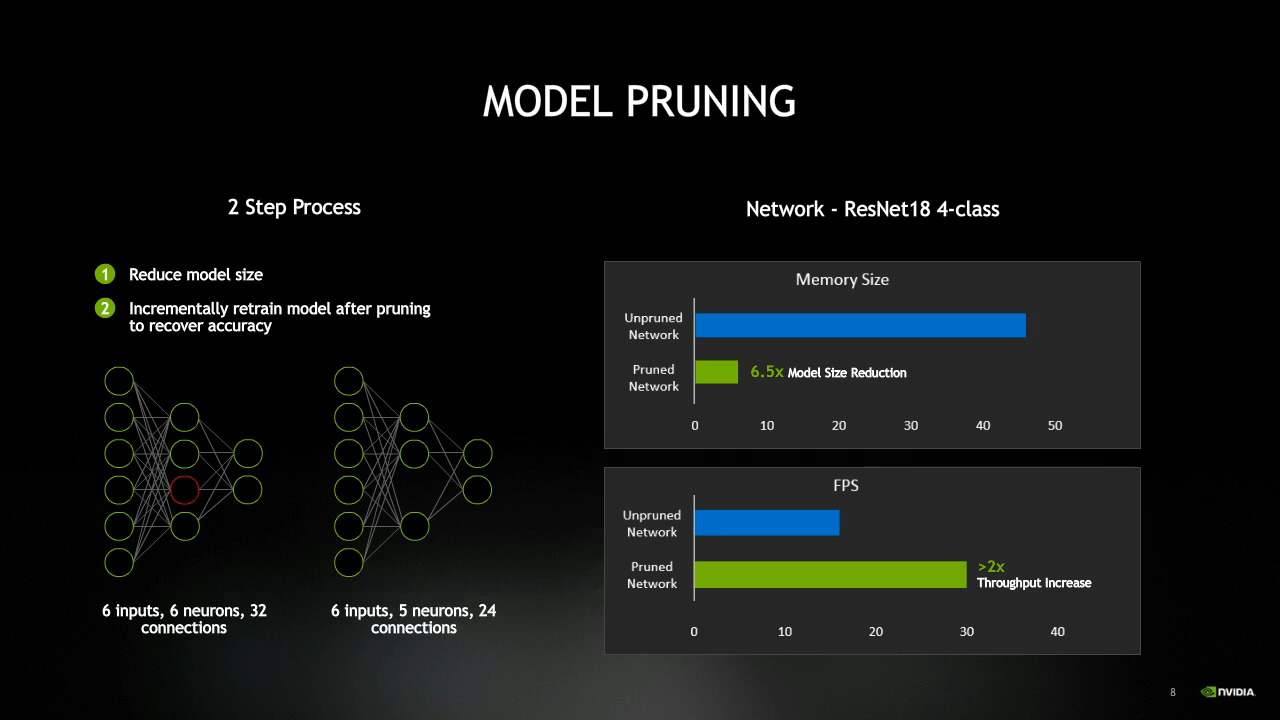 MODEL PRUNING
2 Step Process
1 Reduce model size
2 Incrementally retrain model after pruning
to recover accuracy
6 inputs, 6 neurons, 32
connections
6 inputs, 5 neurons, 24
connections
Network - ResNet18 4-class
Memory Size
Unpruned
Network
Pruned
Network
6.5x Model Size Reduction
0 10 20 30 40 50
FPS
Unpruned
Network
Pruned
Network
>2x
Throughput Increase
0 10 20 30 40
8 NVIDIA.